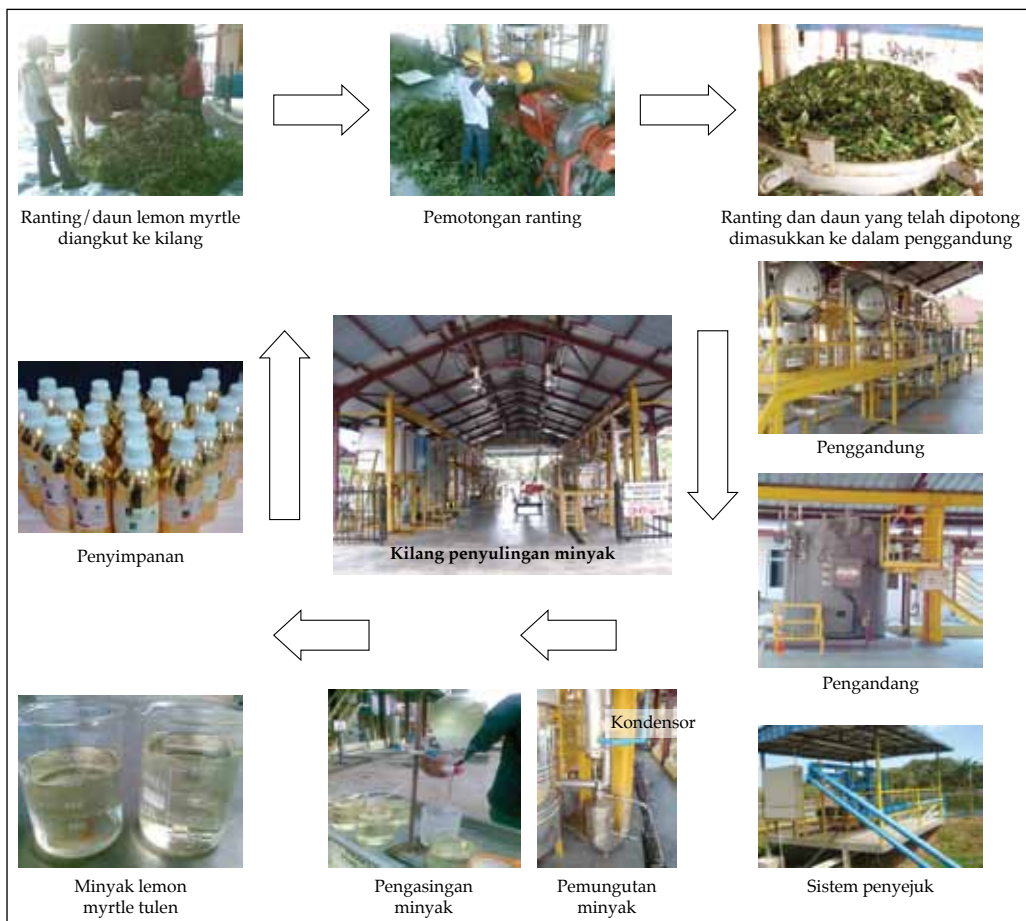 Ranting/daun lemon myrtle
diangkut ke kilang
Pemotongan ranting
Ranting dan daun yang telah dipotong
dimasukkan ke dalam penggandung
Penggandung
Kilang penyulingan minyak
Penyimpanan
Pengandang
Kondensor
Minyak lemon
myrtle tulen
Pengasingan
minyak
Pemungutan
minyak
Sistem penyejuk